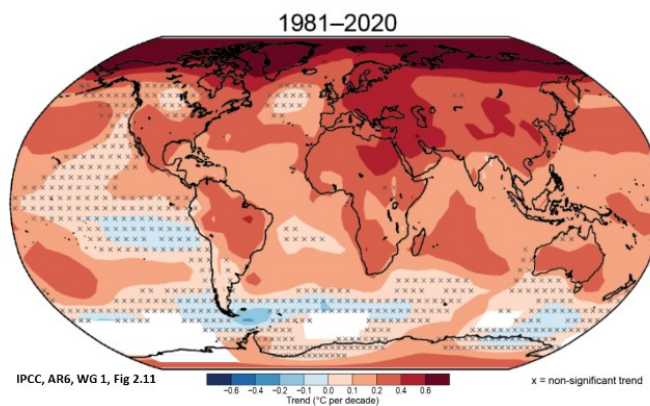 1981–2020
IPCC, AR6, WG 1, Fig 2.11
−0.6 −0.4 −0.2 −0.1 0.0 0.1 0.2 0.4 0.6
Trend (°C per decade)
x = non-significant trend